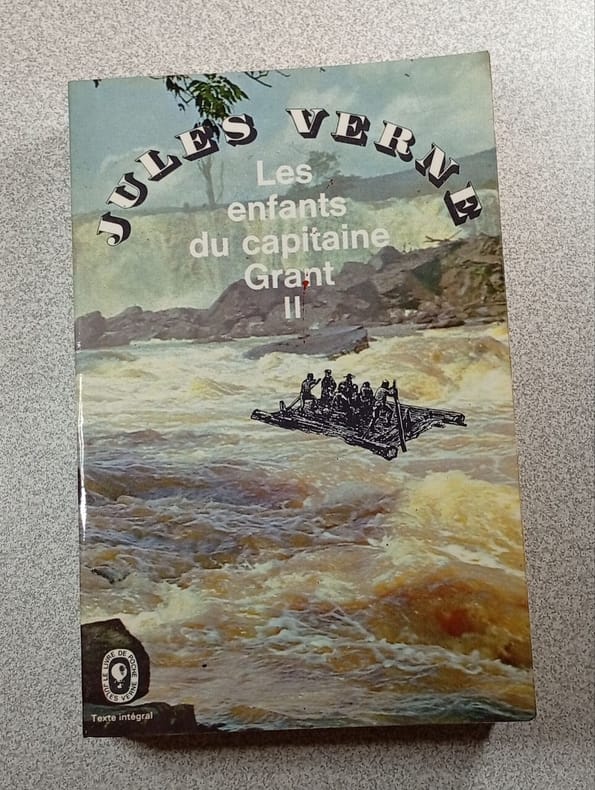 JULES VERNE
Les
enfants
du capitaine
Grant
II
LE LIVRE DE POCHE
JULES VERNE
Texte intégral